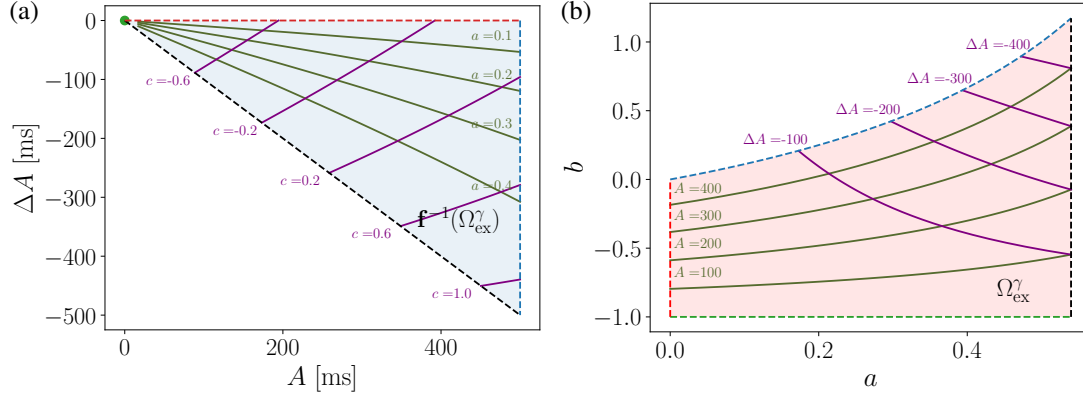 (a)
0
−100
−200
−300
−400
−500
ΔA [ms]
a =0.1
a =0.2
a =0.3
a =0.4
c =-0.6
c =-0.2
c =0.2
c =0.6
c =1.0
f⁻¹(Ω_ex^γ)
0
200
400
A [ms]
(b)
1.0
0.5
0.0
−0.5
−1.0
b
ΔA =-400
ΔA =-300
ΔA =-200
ΔA =-100
A =400
A =300
A =200
A =100
Ω_ex^γ
0.0
0.2
0.4
a